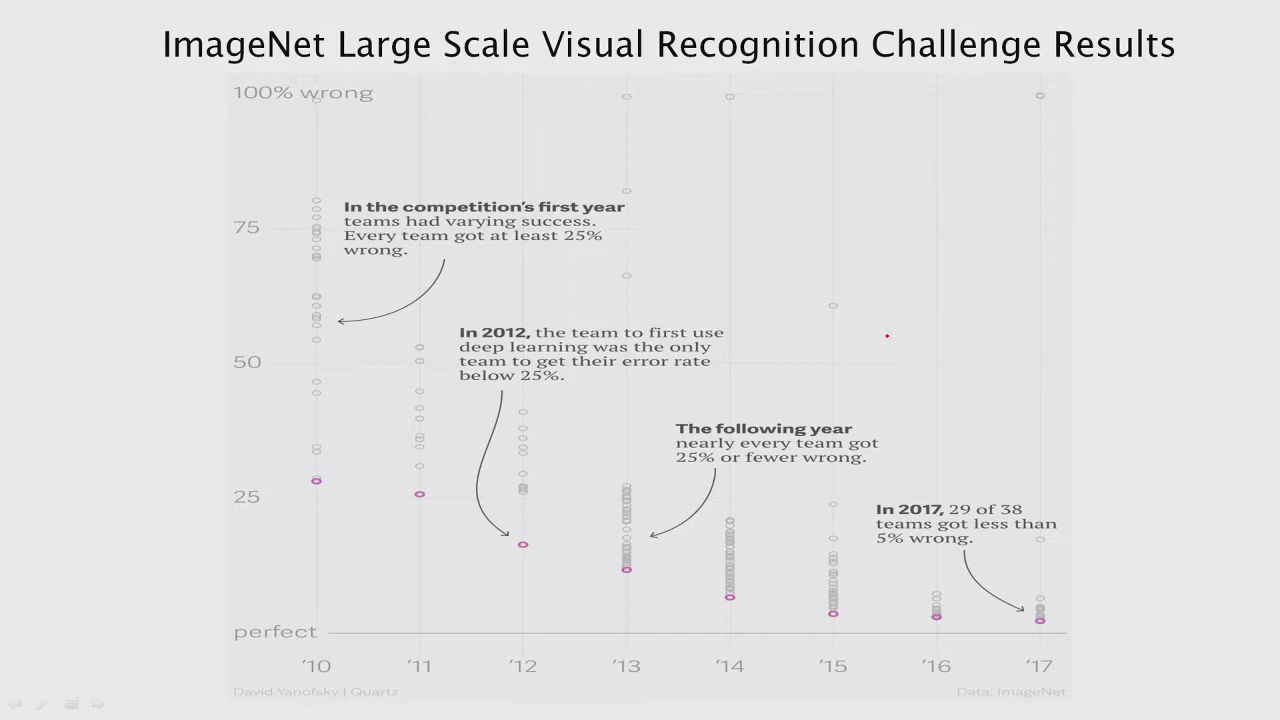 ImageNet Large Scale Visual Recognition Challenge Results
100% wrong
In the competition's first year
teams had varying success.
Every team got at least 25%
wrong.
75
In 2012, the team to first use
deep learning was the only
team to get their error rate
below 25%.
50
The following year
nearly every team got
25% or fewer wrong.
25
In 2017, 29 of 38
teams got less than
5% wrong.
perfect
'10 '11 '12 '13 '14 '15 '16 '17
David Yanofsky | Quartz Data: ImageNet